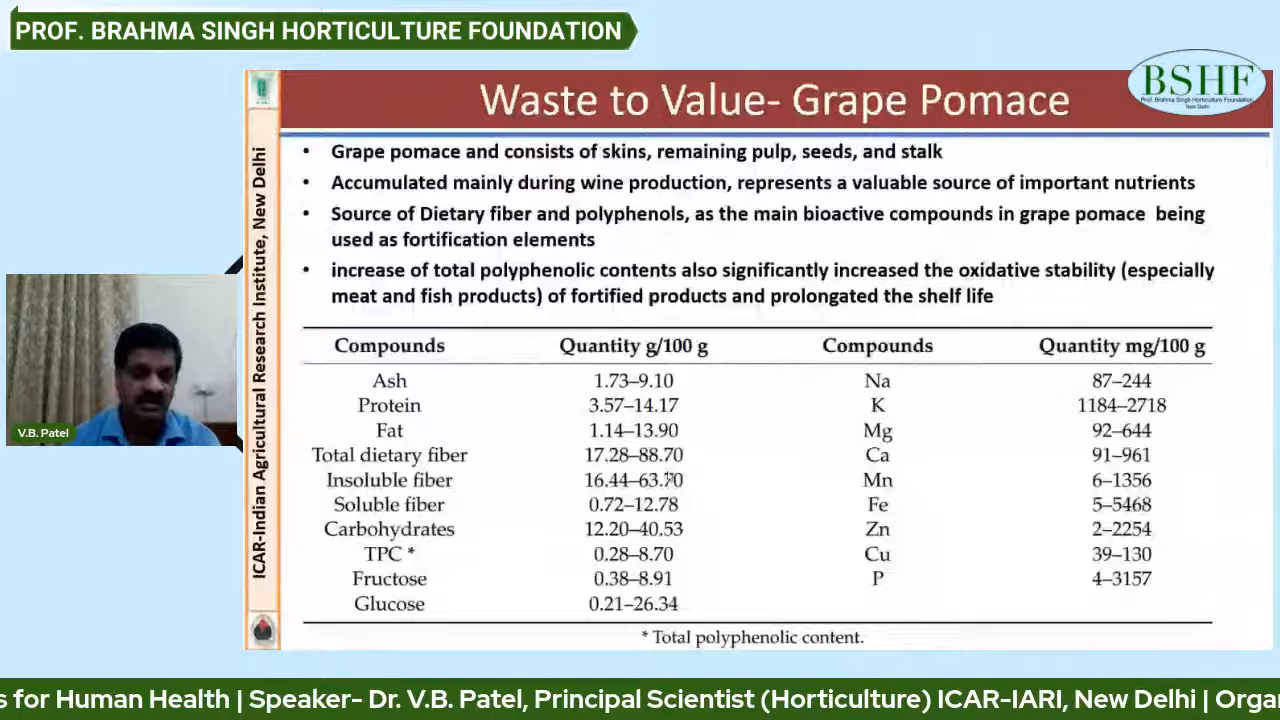 PROF. BRAHMA SINGH HORTICULTURE FOUNDATION
BSHF
Prof. Brahma Singh Horticulture Foundation
New Delhi
Waste to Value- Grape Pomace
ICAR-Indian Agricultural Research Institute, New Delhi
• Grape pomace and consists of skins, remaining pulp, seeds, and stalk
• Accumulated mainly during wine production, represents a valuable source of important nutrients
• Source of Dietary fiber and polyphenols, as the main bioactive compounds in grape pomace being
used as fortification elements
• increase of total polyphenolic contents also significantly increased the oxidative stability (especially
meat and fish products) of fortified products and prolongated the shelf life
Compounds Quantity g/100 g Compounds Quantity mg/100 g
Ash 1.73–9.10 Na 87–244
Protein 3.57–14.17 K 1184–2718
Fat 1.14–13.90 Mg 92–644
Total dietary fiber 17.28–88.70 Ca 91–961
Insoluble fiber 16.44–63.70 Mn 6–1356
Soluble fiber 0.72–12.78 Fe 5–5468
Carbohydrates 12.20–40.53 Zn 2–2254
TPC * 0.28–8.70 Cu 39–130
Fructose 0.38–8.91 P 4–3157
Glucose 0.21–26.34
* Total polyphenolic content.
V.B. Patel
s for Human Health | Speaker- Dr. V.B. Patel, Principal Scientist (Horticulture) ICAR-IARI, New Delhi | Orga